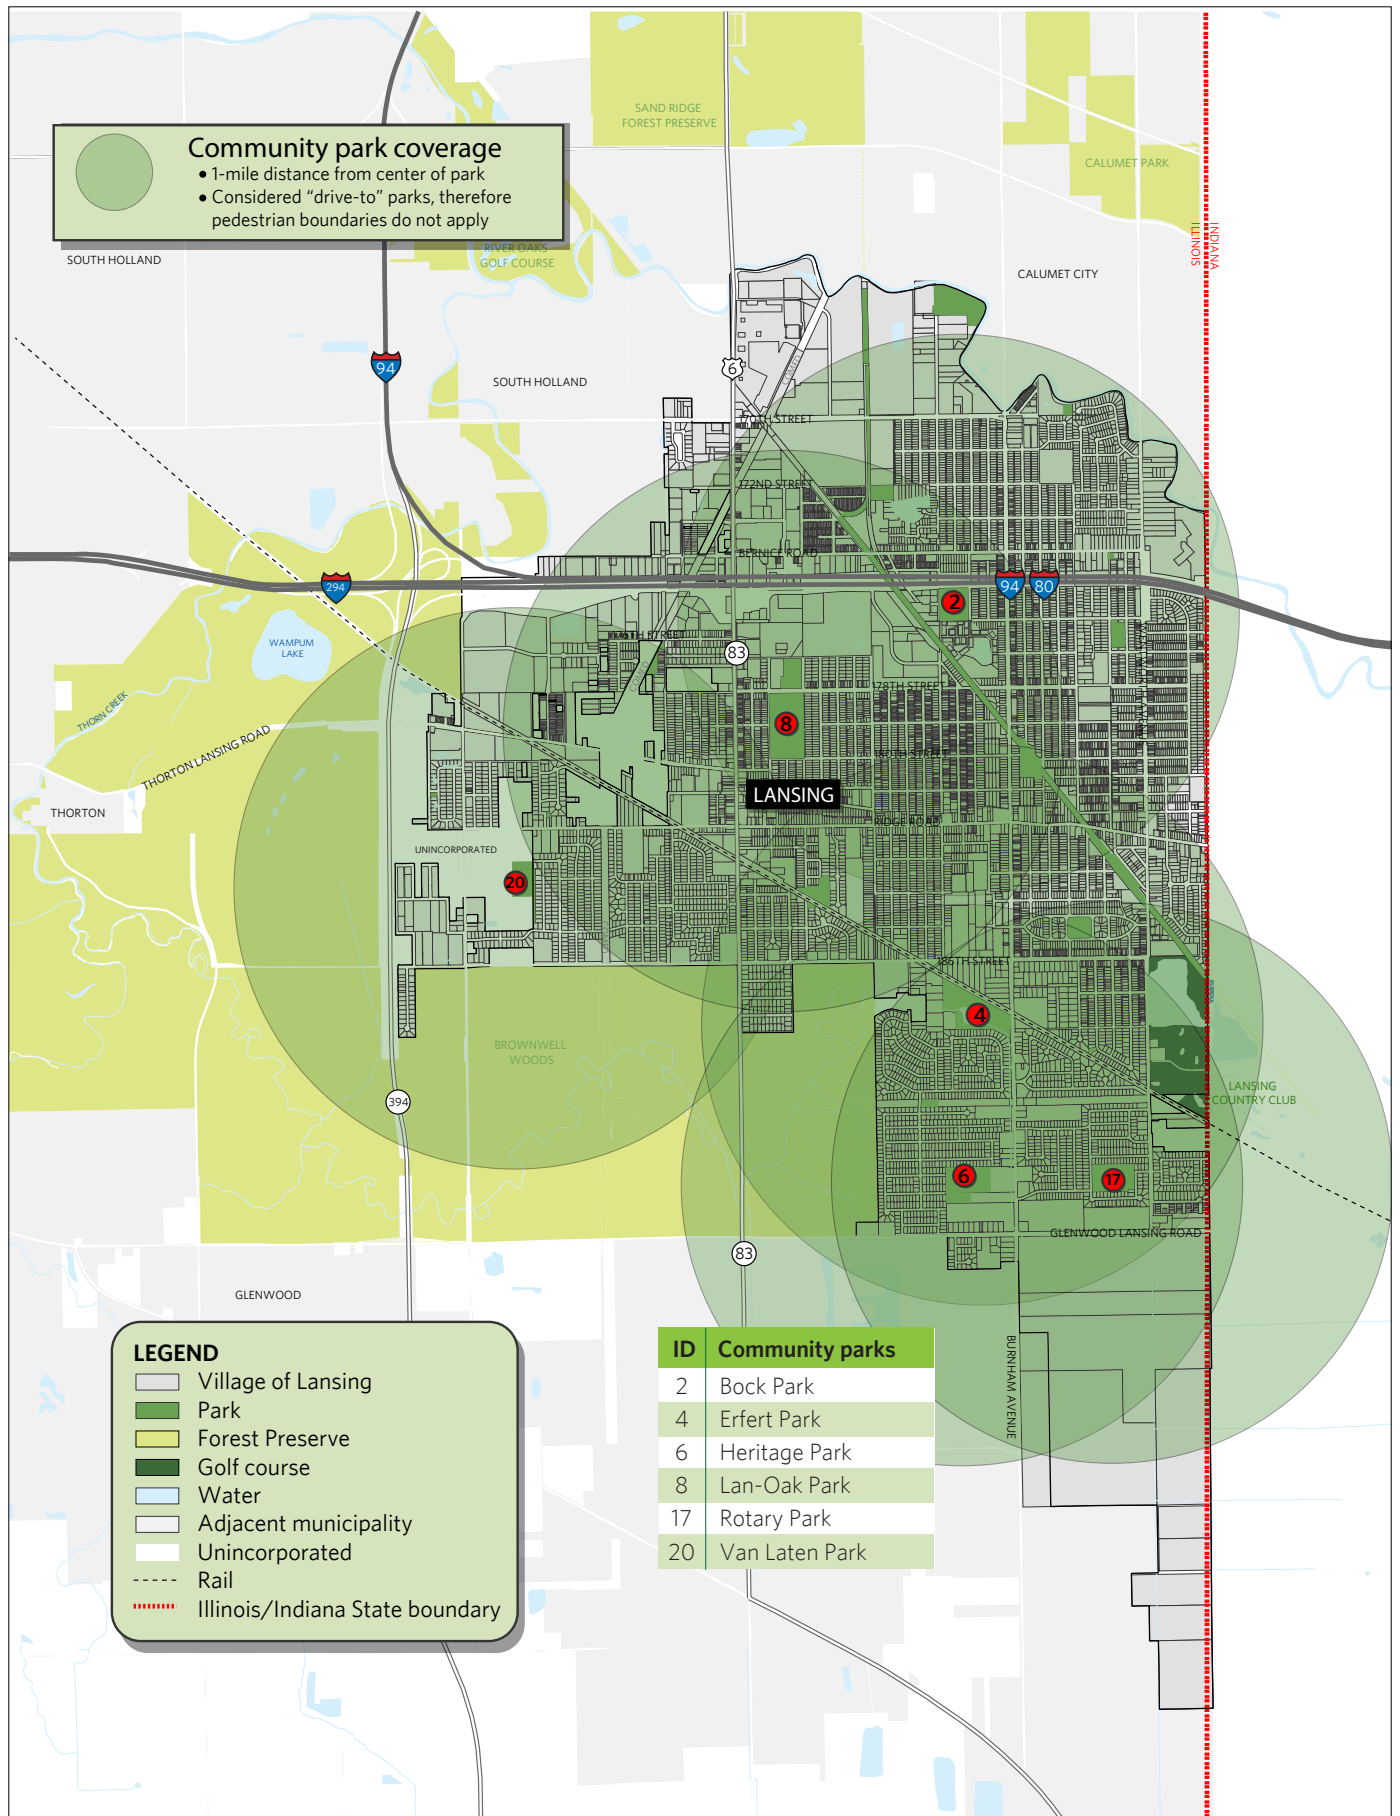 SAND RIDGE
FOREST PRESERVE
Community park coverage
• 1-mile distance from center of park
• Considered “drive-to” parks, therefore
pedestrian boundaries do not apply
CALUMET PARK
INDIANA
ILLINOIS
RIVER OAKS
GOLF COURSE
SOUTH HOLLAND
CALUMET CITY
94
6
COMED
SOUTH HOLLAND
170TH STREET
172ND STREET
BERNICE ROAD
294
94
80
2
WAMPUM
LAKE
176TH STREET
83
COMED
178TH STREET
THORN CREEK
8
THORTON LANSING ROAD
180TH STREET
LANSING
THORTON
RIDGE ROAD
UNINCORPORATED
20
186TH STREET
4
BROWNWELL
WOODS
LANSING
COUNTRY CLUB
394
6
17
GLENWOOD LANSING ROAD
83
GLENWOOD
BURNHAM AVENUE
LEGEND
Village of Lansing
Park
Forest Preserve
Golf course
Water
Adjacent municipality
Unincorporated
Rail
Illinois/Indiana State boundary
ID Community parks
2 Bock Park
4 Erfert Park
6 Heritage Park
8 Lan-Oak Park
17 Rotary Park
20 Van Laten Park